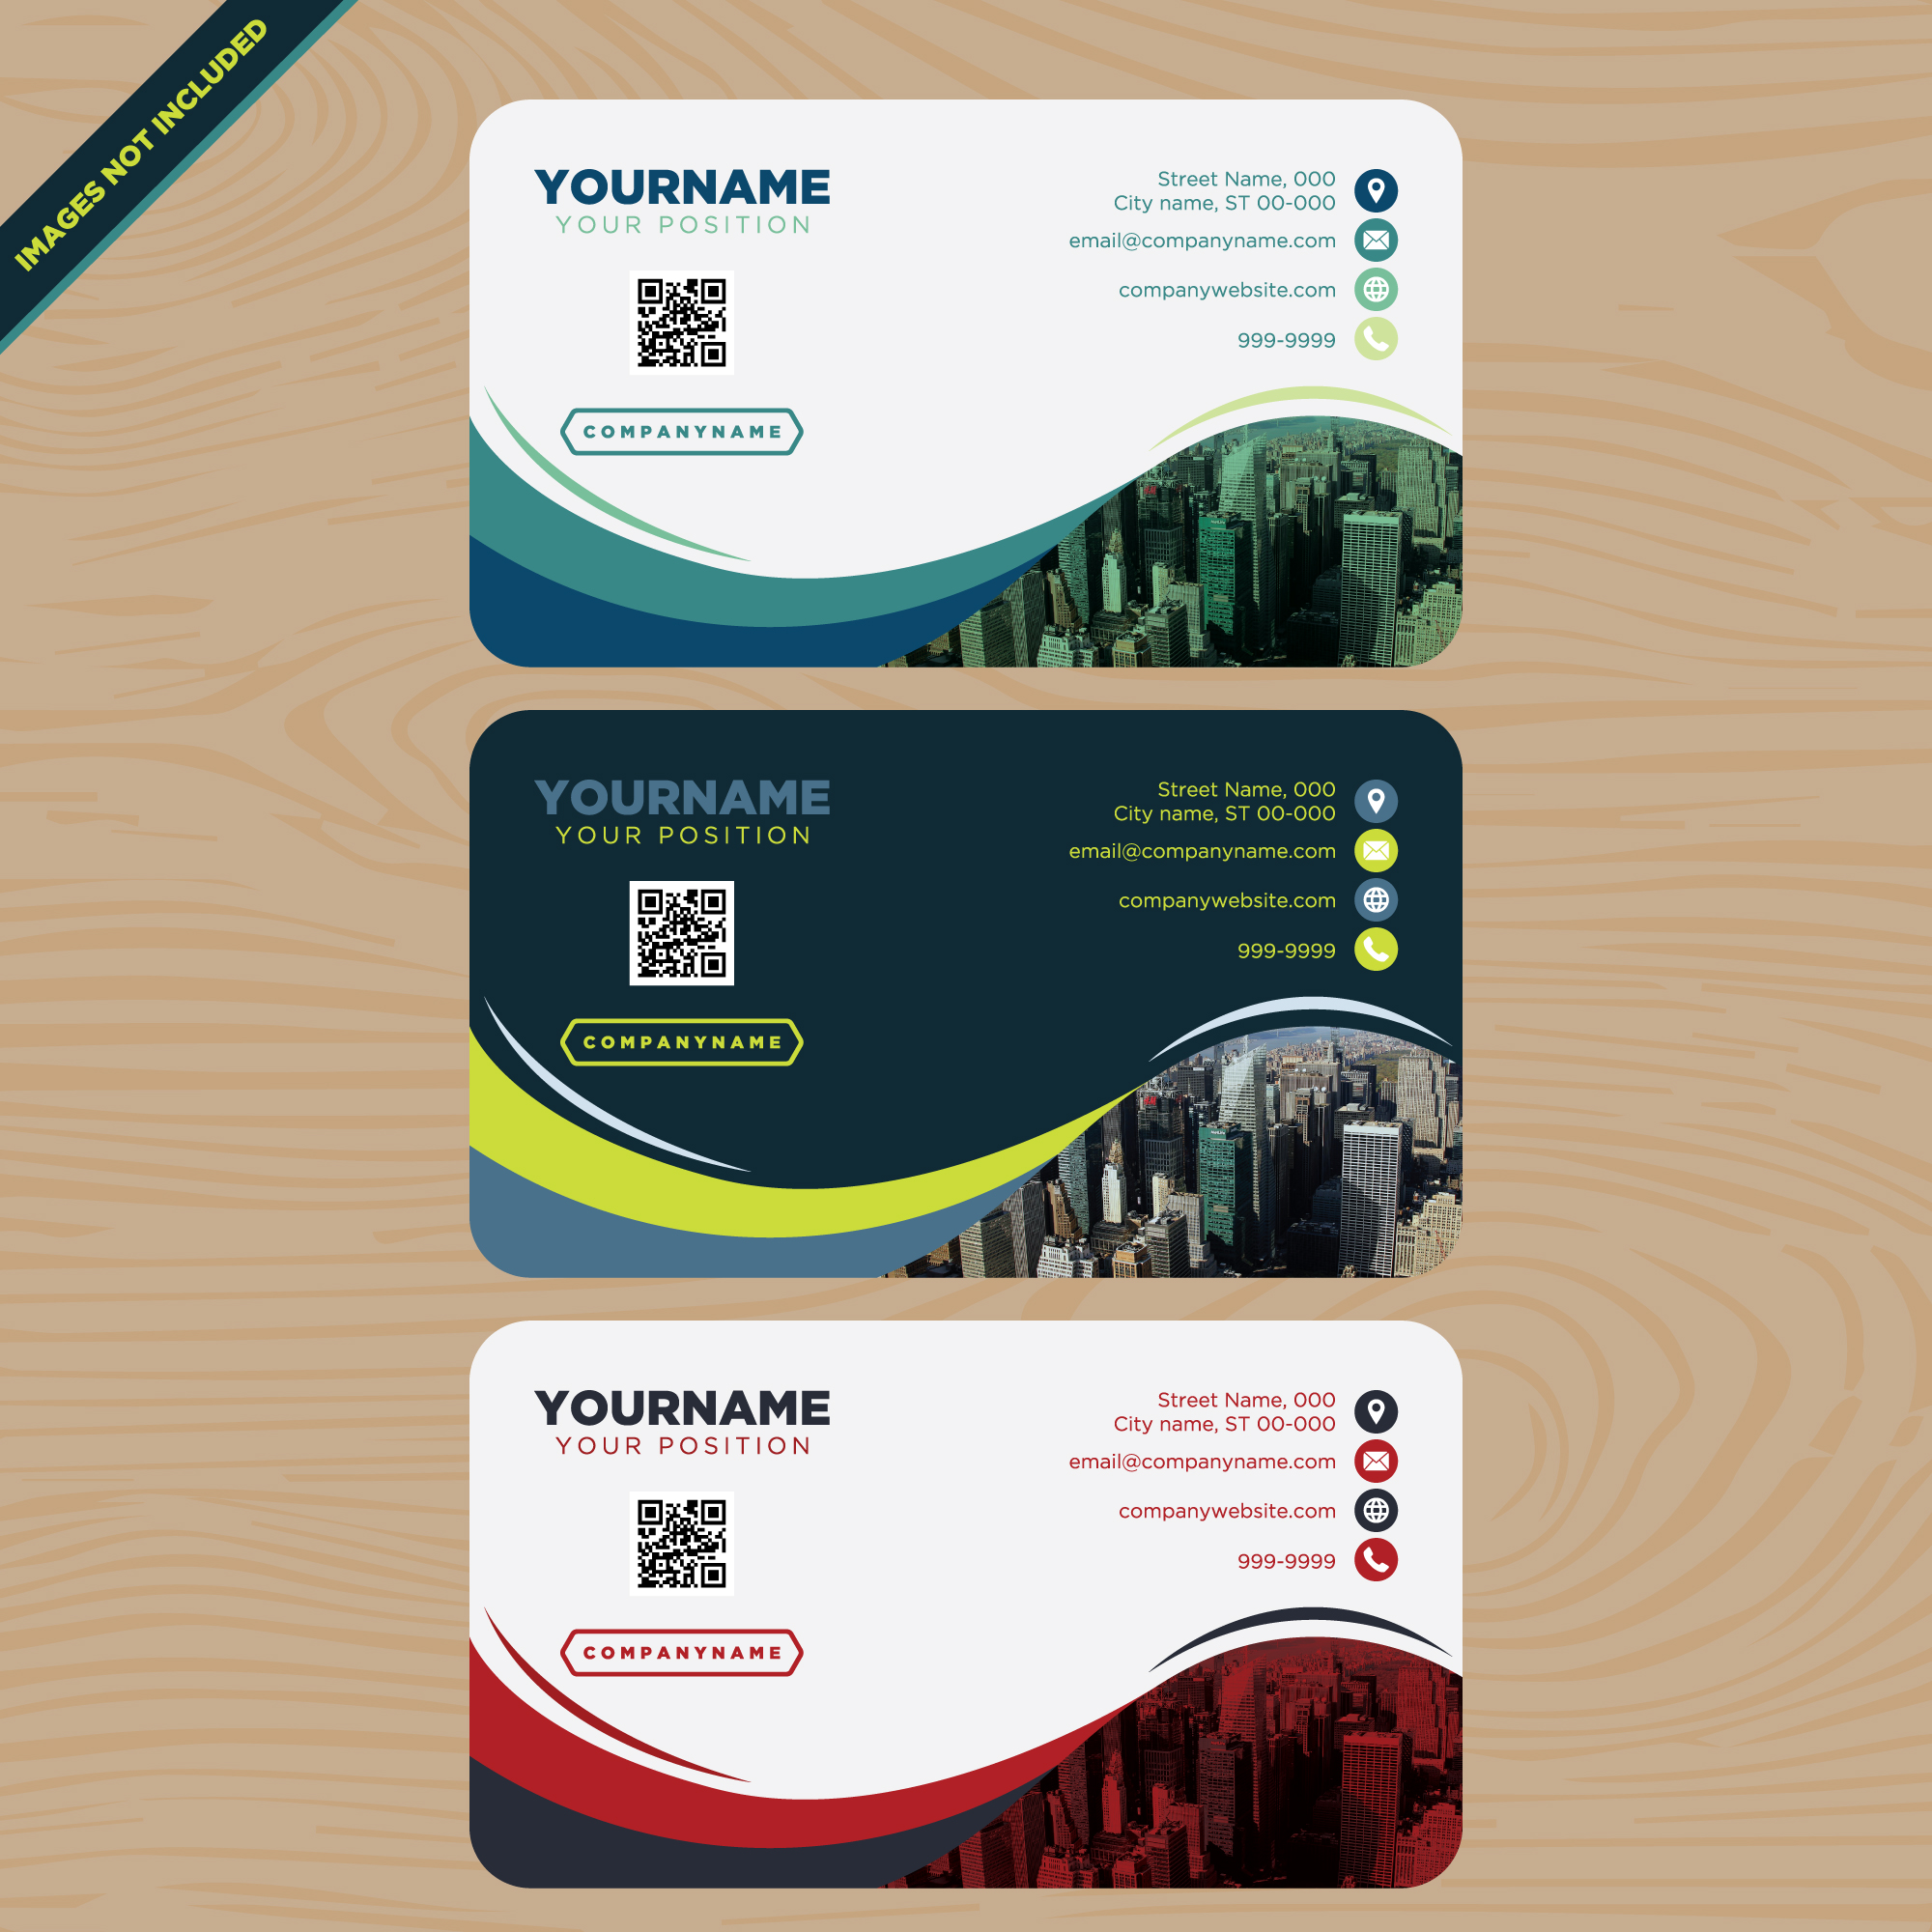 IMAGES NOT INCLUDED
YOURNAME
YOUR POSITION
COMPANYNAME
Street Name, 000
City name, ST 00-000
email@companyname.com
companywebsite.com
999-9999
YOURNAME
YOUR POSITION
COMPANYNAME
Street Name, 000
City name, ST 00-000
email@companyname.com
companywebsite.com
999-9999
YOURNAME
YOUR POSITION
COMPANYNAME
Street Name, 000
City name, ST 00-000
email@companyname.com
companywebsite.com
999-9999